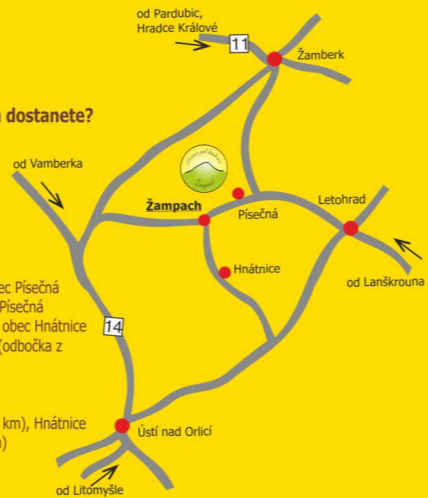 od Pardubic,
Hradce Králové
11
Žamberk
dostanete?
od Vamberka
Žampach
Písečná
Letohrad
Hnátnice
od Lanškrouna
ec Písečná
Písečná
obec Hnátnice
(odbočka z
14
km), Hnátnice
Ústí nad Orlicí
od Litomyšle